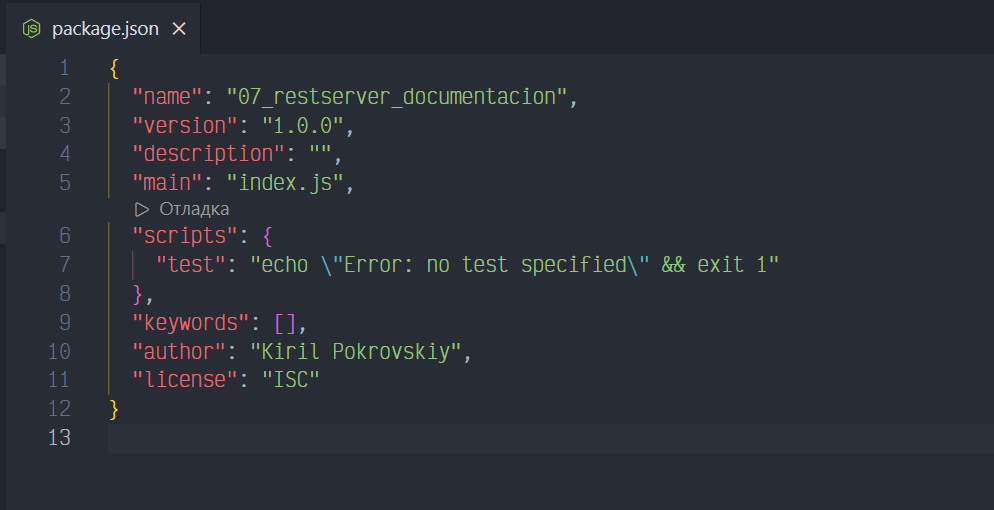 package.json
1 {
2 "name": "07_restserver_documentacion",
3 "version": "1.0.0",
4 "description": "",
5 "main": "index.js",
Отладка
6 "scripts": {
7 "test": "echo \"Error: no test specified\" && exit 1"
8 },
9 "keywords": [],
10 "author": "Kiril Pokrovskiy",
11 "license": "ISC"
12 }
13